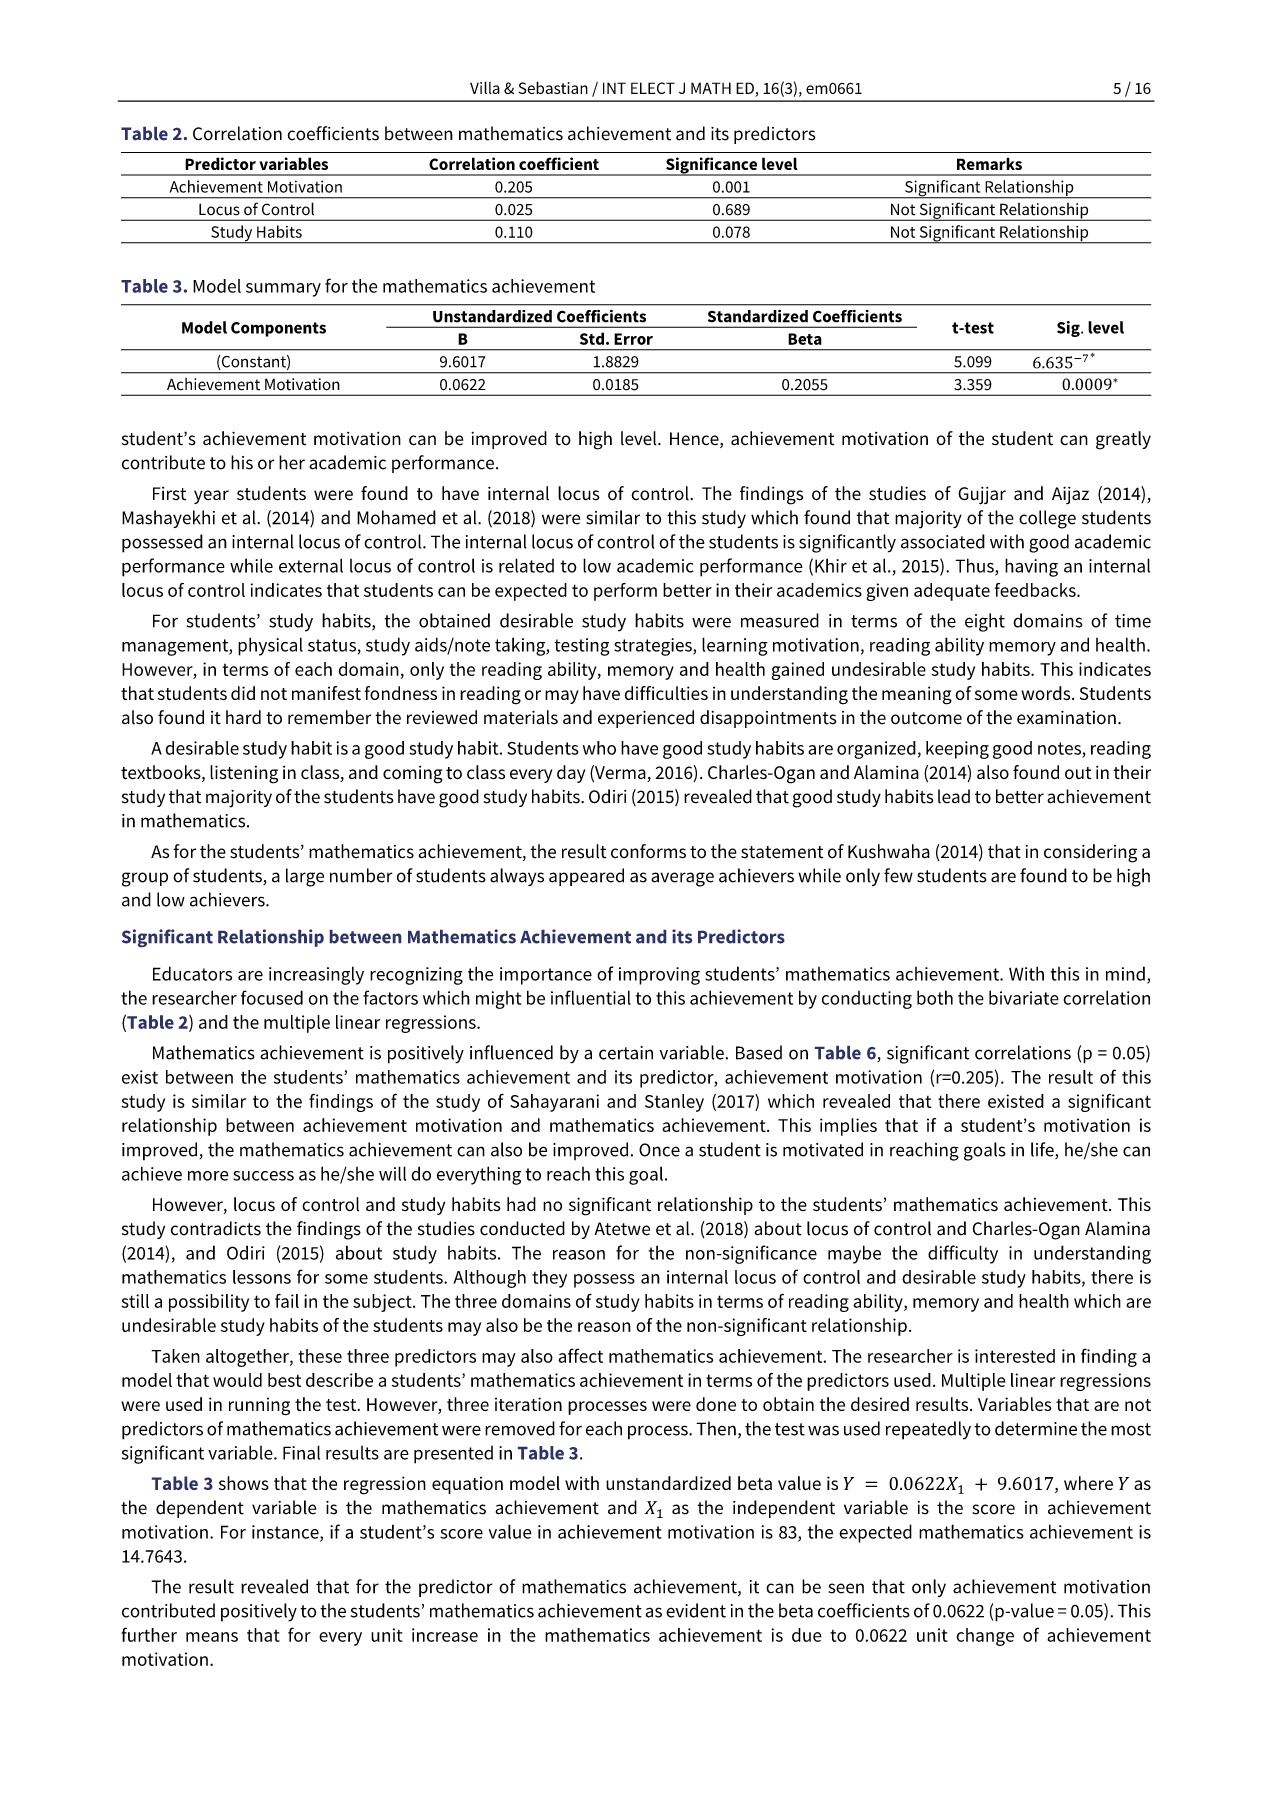 Villa & Sebastian / INT ELECT J MATH ED, 16(3), em0661 5 / 16
Table 2. Correlation coefficients between mathematics achievement and its predictors
Predictor variables Correlation coefficient Significance level Remarks
Achievement Motivation 0.205 0.001 Significant Relationship
Locus of Control 0.025 0.689 Not Significant Relationship
Study Habits 0.110 0.078 Not Significant Relationship
Table 3. Model summary for the mathematics achievement
Model Components Unstandardized Coefficients Standardized Coefficients t-test Sig. level
B Std. Error Beta
(Constant) 9.6017 1.8829 5.099 6.635⁻⁷*
Achievement Motivation 0.0622 0.0185 0.2055 3.359 0.0009*
student’s achievement motivation can be improved to high level. Hence, achievement motivation of the student can greatly
contribute to his or her academic performance.
First year students were found to have internal locus of control. The findings of the studies of Gujjar and Aijaz (2014),
Mashayekhi et al. (2014) and Mohamed et al. (2018) were similar to this study which found that majority of the college students
possessed an internal locus of control. The internal locus of control of the students is significantly associated with good academic
performance while external locus of control is related to low academic performance (Khir et al., 2015). Thus, having an internal
locus of control indicates that students can be expected to perform better in their academics given adequate feedbacks.
For students’ study habits, the obtained desirable study habits were measured in terms of the eight domains of time
management, physical status, study aids/note taking, testing strategies, learning motivation, reading ability memory and health.
However, in terms of each domain, only the reading ability, memory and health gained undesirable study habits. This indicates
that students did not manifest fondness in reading or may have difficulties in understanding the meaning of some words. Students
also found it hard to remember the reviewed materials and experienced disappointments in the outcome of the examination.
A desirable study habit is a good study habit. Students who have good study habits are organized, keeping good notes, reading
textbooks, listening in class, and coming to class every day (Verma, 2016). Charles-Ogan and Alamina (2014) also found out in their
study that majority of the students have good study habits. Odiri (2015) revealed that good study habits lead to better achievement
in mathematics.
As for the students’ mathematics achievement, the result conforms to the statement of Kushwaha (2014) that in considering a
group of students, a large number of students always appeared as average achievers while only few students are found to be high
and low achievers.
Significant Relationship between Mathematics Achievement and its Predictors
Educators are increasingly recognizing the importance of improving students’ mathematics achievement. With this in mind,
the researcher focused on the factors which might be influential to this achievement by conducting both the bivariate correlation
(Table 2) and the multiple linear regressions.
Mathematics achievement is positively influenced by a certain variable. Based on Table 6, significant correlations (p = 0.05)
exist between the students’ mathematics achievement and its predictor, achievement motivation (r=0.205). The result of this
study is similar to the findings of the study of Sahayarani and Stanley (2017) which revealed that there existed a significant
relationship between achievement motivation and mathematics achievement. This implies that if a student’s motivation is
improved, the mathematics achievement can also be improved. Once a student is motivated in reaching goals in life, he/she can
achieve more success as he/she will do everything to reach this goal.
However, locus of control and study habits had no significant relationship to the students’ mathematics achievement. This
study contradicts the findings of the studies conducted by Atetwe et al. (2018) about locus of control and Charles-Ogan Alamina
(2014), and Odiri (2015) about study habits. The reason for the non-significance maybe the difficulty in understanding
mathematics lessons for some students. Although they possess an internal locus of control and desirable study habits, there is
still a possibility to fail in the subject. The three domains of study habits in terms of reading ability, memory and health which are
undesirable study habits of the students may also be the reason of the non-significant relationship.
Taken altogether, these three predictors may also affect mathematics achievement. The researcher is interested in finding a
model that would best describe a students’ mathematics achievement in terms of the predictors used. Multiple linear regressions
were used in running the test. However, three iteration processes were done to obtain the desired results. Variables that are not
predictors of mathematics achievement were removed for each process. Then, the test was used repeatedly to determine the most
significant variable. Final results are presented in Table 3.
Table 3 shows that the regression equation model with unstandardized beta value is Y = 0.0622X₁ + 9.6017, where Y as
the dependent variable is the mathematics achievement and X₁ as the independent variable is the score in achievement
motivation. For instance, if a student’s score value in achievement motivation is 83, the expected mathematics achievement is
14.7643.
The result revealed that for the predictor of mathematics achievement, it can be seen that only achievement motivation
contributed positively to the students’ mathematics achievement as evident in the beta coefficients of 0.0622 (p-value = 0.05). This
further means that for every unit increase in the mathematics achievement is due to 0.0622 unit change of achievement
motivation.